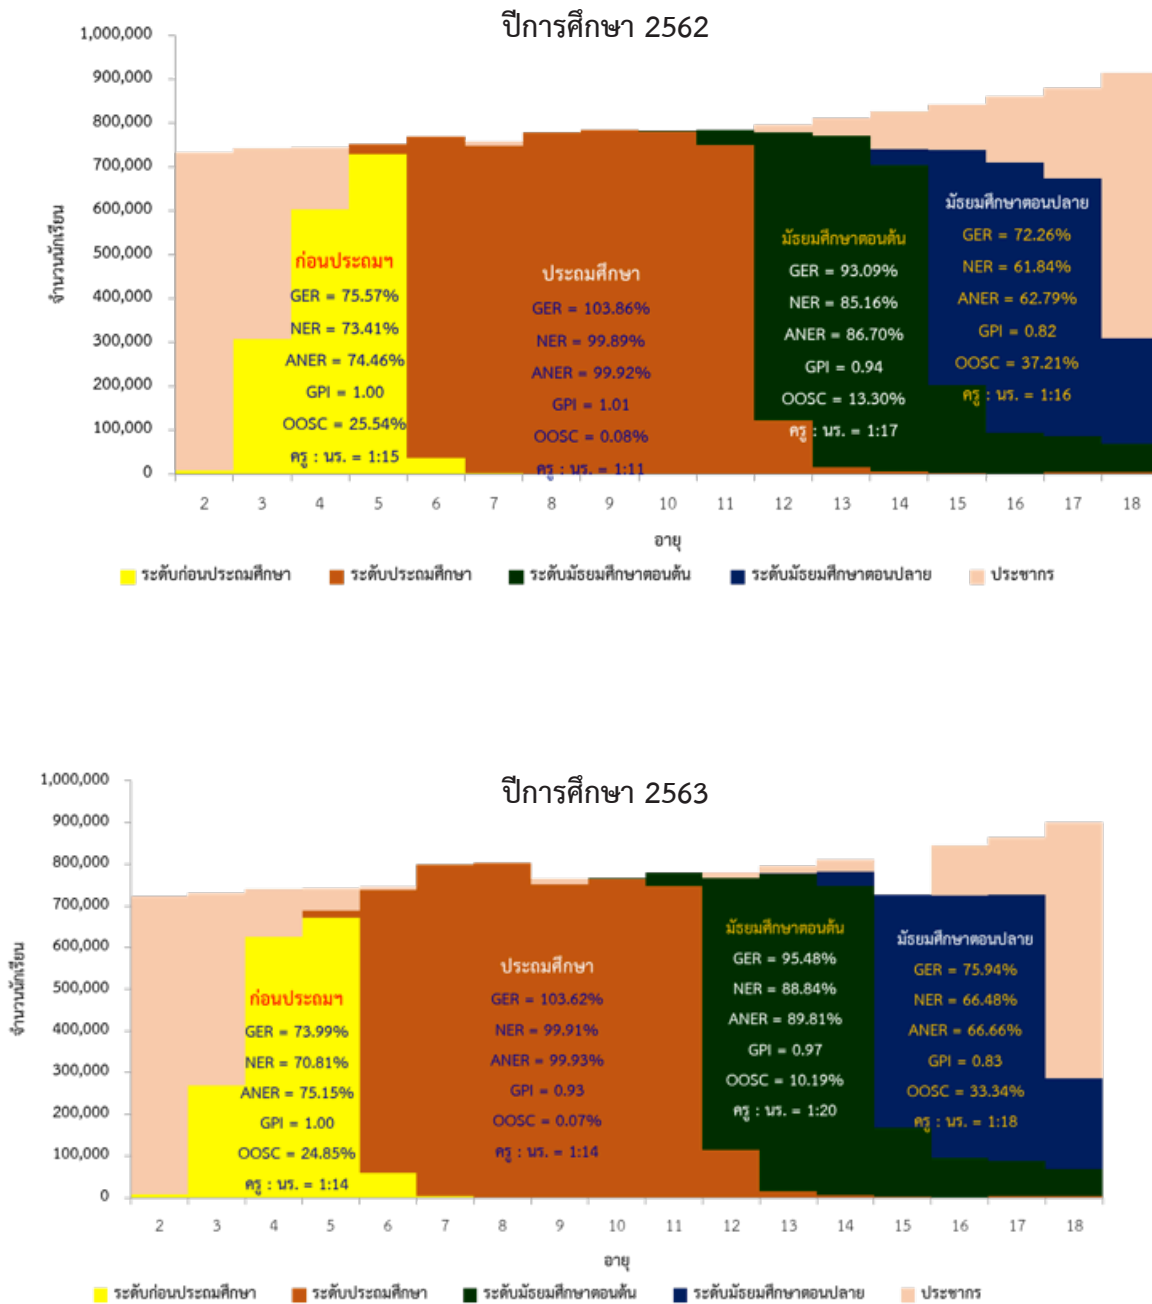 ปีการศึกษา 2562
1,000,000
900,000
800,000
700,000
600,000
500,000
400,000
300,000
200,000
100,000
0
จำนวนนักเรียน
ก่อนประถมฯ
GER = 75.57%
NER = 73.41%
ANER = 74.46%
GPI = 1.00
OOSC = 25.54%
ครู : นร. = 1:15
ประถมศึกษา
GER = 103.86%
NER = 99.89%
ANER = 99.92%
GPI = 1.01
OOSC = 0.08%
ครู : นร. = 1:11
มัธยมศึกษาตอนต้น
GER = 93.09%
NER = 85.16%
ANER = 86.70%
GPI = 0.94
OOSC = 13.30%
ครู : นร. = 1:17
มัธยมศึกษาตอนปลาย
GER = 72.26%
NER = 61.84%
ANER = 62.79%
GPI = 0.82
OOSC = 37.21%
ครู : นร. = 1:16
2 3 4 5 6 7 8 9 10 11 12 13 14 15 16 17 18
อายุ
ระดับก่อนประถมศึกษา ระดับประถมศึกษา ระดับมัธยมศึกษาตอนต้น ระดับมัธยมศึกษาตอนปลาย ประชากร
ปีการศึกษา 2563
1,000,000
900,000
800,000
700,000
600,000
500,000
400,000
300,000
200,000
100,000
0
จำนวนนักเรียน
ก่อนประถมฯ
GER = 73.99%
NER = 70.81%
ANER = 75.15%
GPI = 1.00
OOSC = 24.85%
ครู : นร. = 1:14
ประถมศึกษา
GER = 103.62%
NER = 99.91%
ANER = 99.93%
GPI = 0.93
OOSC = 0.07%
ครู : นร. = 1:14
มัธยมศึกษาตอนต้น
GER = 95.48%
NER = 88.84%
ANER = 89.81%
GPI = 0.97
OOSC = 10.19%
ครู : นร. = 1:20
มัธยมศึกษาตอนปลาย
GER = 75.94%
NER = 66.48%
ANER = 66.66%
GPI = 0.83
OOSC = 33.34%
ครู : นร. = 1:18
2 3 4 5 6 7 8 9 10 11 12 13 14 15 16 17 18
อายุ
ระดับก่อนประถมศึกษา ระดับประถมศึกษา ระดับมัธยมศึกษาตอนต้น ระดับมัธยมศึกษาตอนปลาย ประชากร